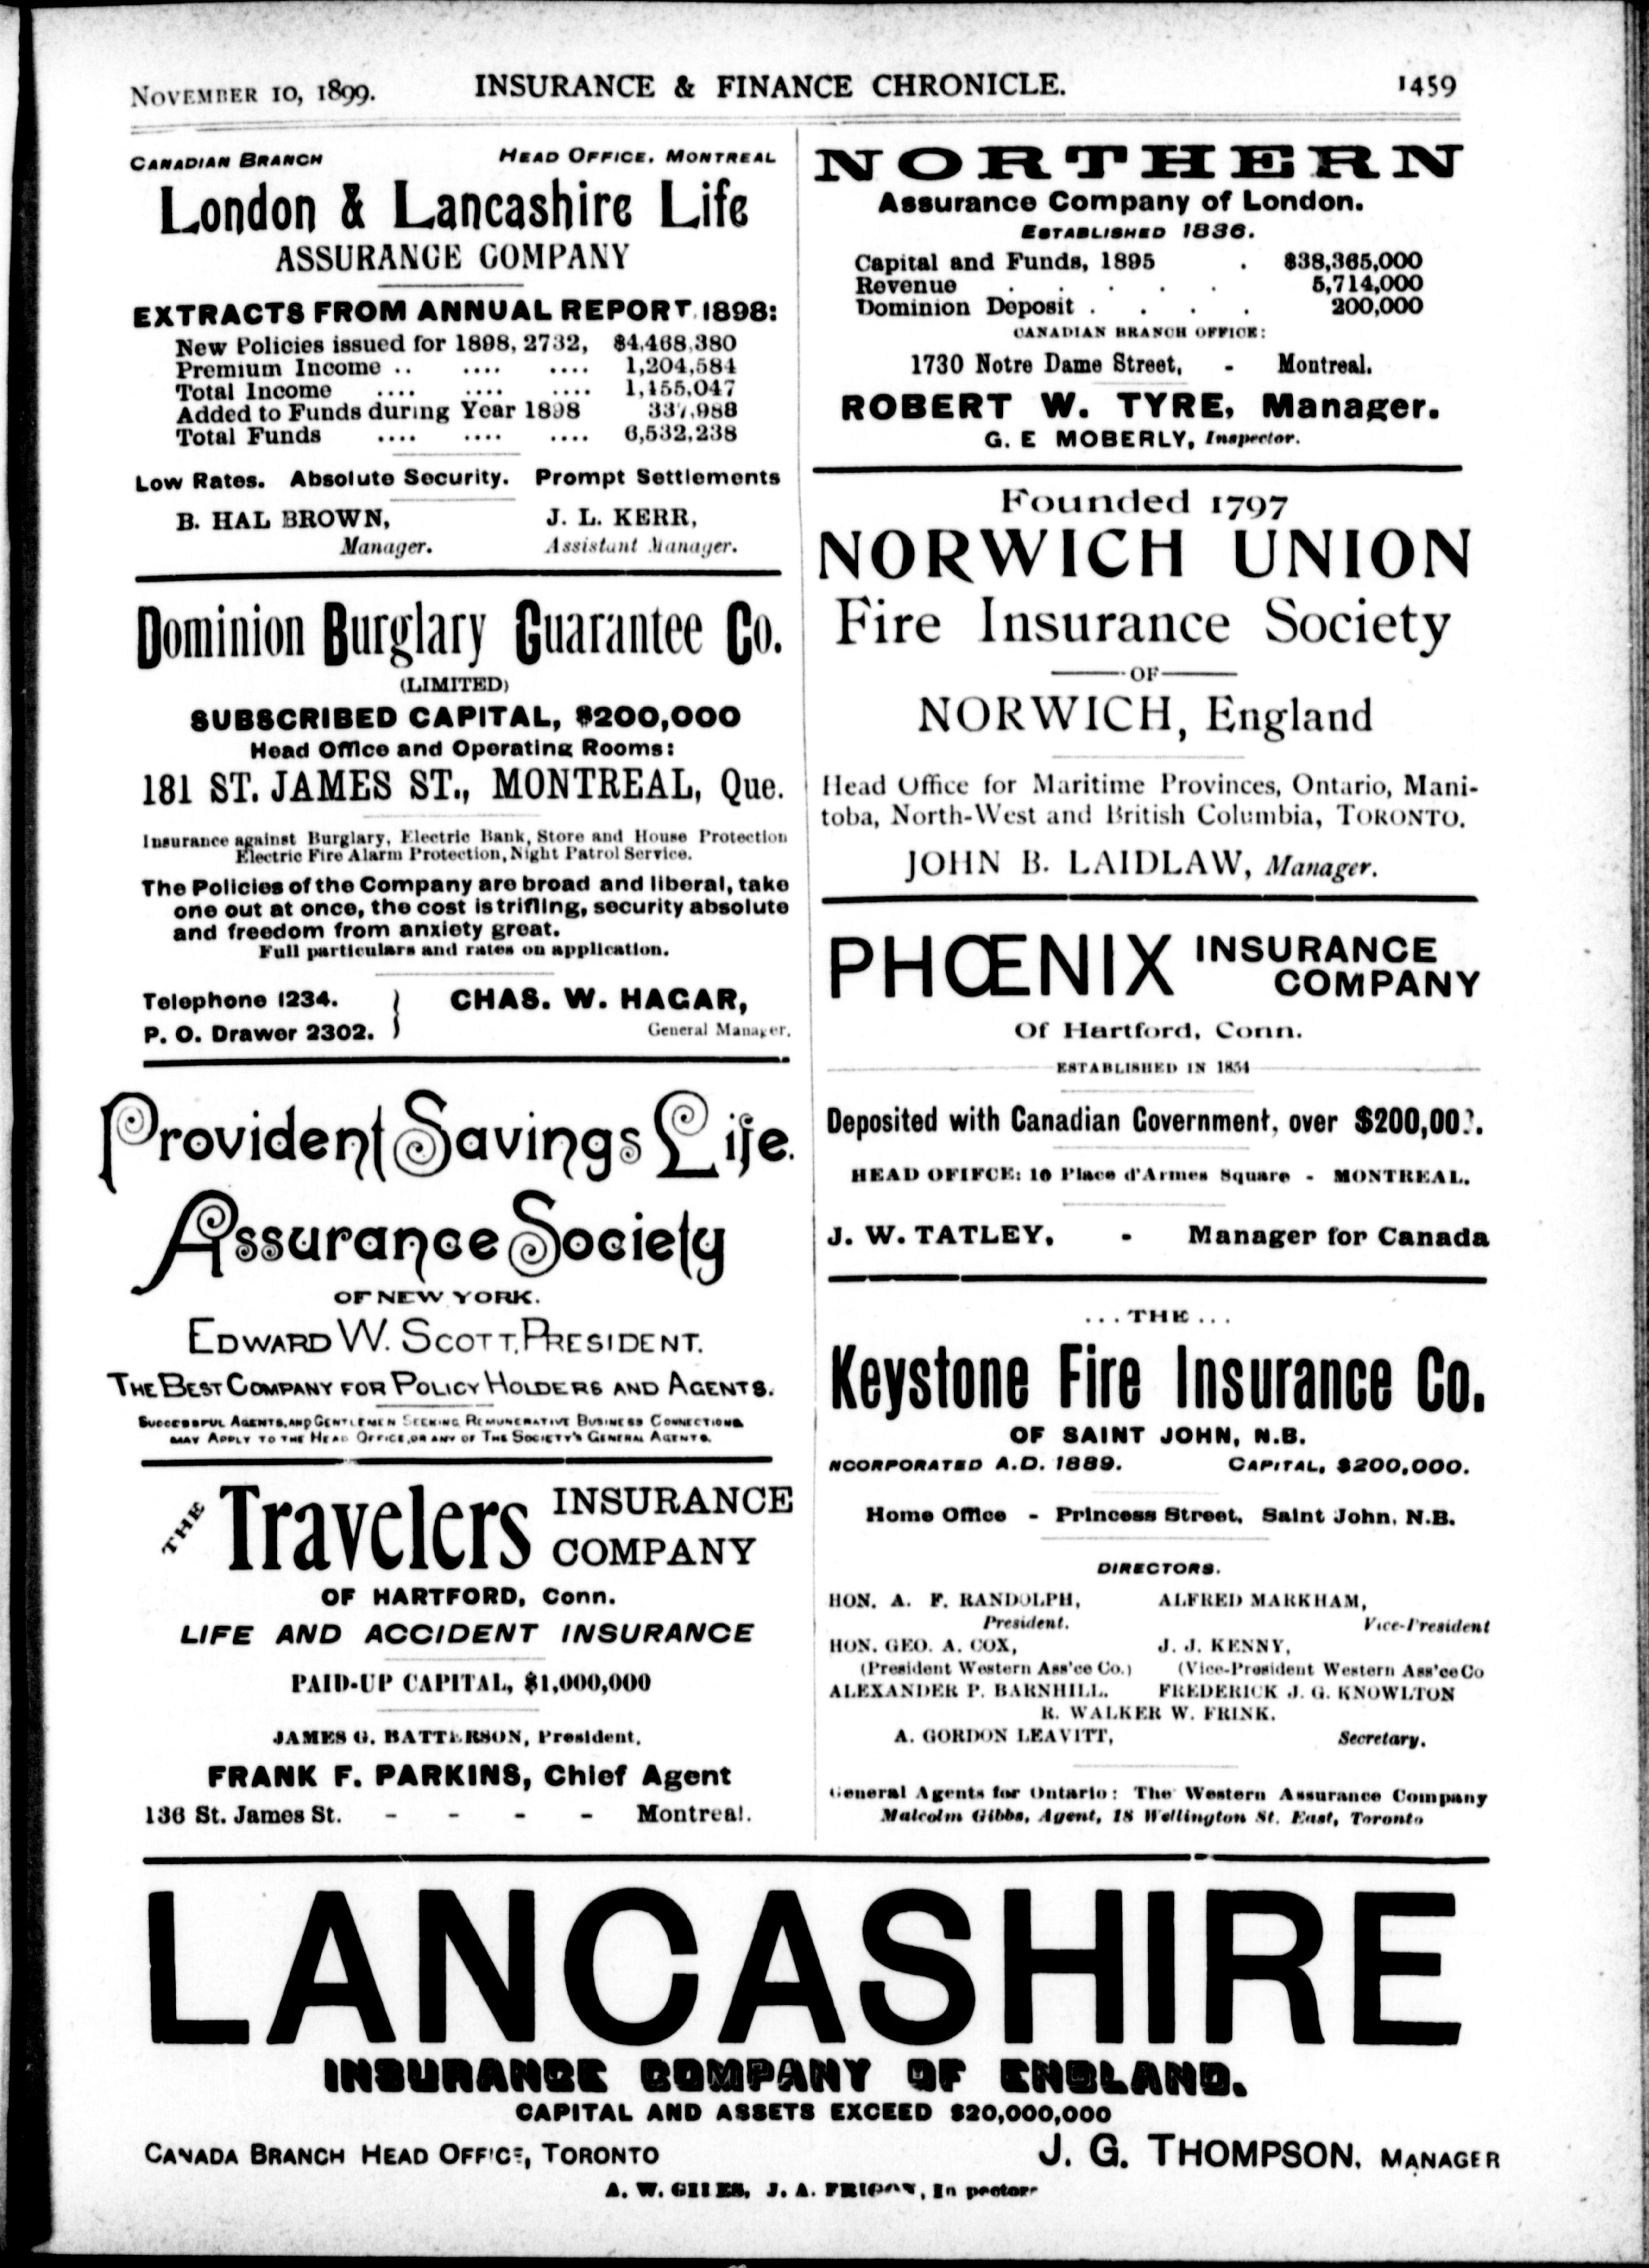 NOVEMBER 10, 1899. INSURANCE & FINANCE CHRONICLE. 1459
CANADIAN BRANCH HEAD OFFICE, MONTREAL
London & Lancashire Life
ASSURANCE COMPANY
EXTRACTS FROM ANNUAL REPORT 1898:
New Policies issued for 1898, 2732, $4,468,380
Premium Income .. .... .... 1,204,584
Total Income .... .... .... 1,455,047
Added to Funds during Year 1898 337,988
Total Funds .... .... .... 6,532,238
Low Rates. Absolute Security. Prompt Settlements
B. HAL BROWN, J. L. KERR,
Manager. Assistant Manager.
Dominion Burglary Guarantee Co.
(LIMITED)
SUBSCRIBED CAPITAL, $200,000
Head Office and Operating Rooms:
181 ST. JAMES ST., MONTREAL, Que.
Insurance against Burglary, Electric Bank, Store and House Protection
Electric Fire Alarm Protection, Night Patrol Service.
The Policies of the Company are broad and liberal, take
one out at once, the cost is trifling, security absolute
and freedom from anxiety great.
Full particulars and rates on application.
Telephone 1234. } CHAS. W. HAGAR,
P. O. Drawer 2302. General Manager.
Provident Savings Life
Assurance Society
OF NEW YORK.
EDWARD W. SCOTT, PRESIDENT.
THE BEST COMPANY FOR POLICY HOLDERS AND AGENTS.
SUCCESSFUL AGENTS, AND GENTLEMEN SEEKING REMUNERATIVE BUSINESS CONNECTIONS
MAY APPLY TO THE HEAD OFFICE, OR ANY OF THE SOCIETY'S GENERAL AGENTS.
THE Travelers INSURANCE
COMPANY
OF HARTFORD, Conn.
LIFE AND ACCIDENT INSURANCE
PAID-UP CAPITAL, $1,000,000
JAMES G. BATTERSON, President.
FRANK F. PARKINS, Chief Agent
136 St. James St. - - - - Montreal.
NORTHERN
Assurance Company of London.
ESTABLISHED 1836.
Capital and Funds, 1895 . $38,365,000
Revenue . . . . . 5,714,000
Dominion Deposit . . . . 200,000
CANADIAN BRANCH OFFICE:
1730 Notre Dame Street, - Montreal.
ROBERT W. TYRE, Manager.
G. E MOBERLY, Inspector.
Founded 1797
NORWICH UNION
Fire Insurance Society
OF
NORWICH, England
Head Office for Maritime Provinces, Ontario, Mani-
toba, North-West and British Columbia, TORONTO.
JOHN B. LAIDLAW, Manager.
PHŒNIX INSURANCE
COMPANY
Of Hartford, Conn.
ESTABLISHED IN 1854
Deposited with Canadian Government, over $200,00
HEAD OFIFCE: 16 Place d'Armes Square - MONTREAL.
J. W. TATLEY. - Manager for Canada
... THE ...
Keystone Fire Insurance Co.
OF SAINT JOHN, N.B.
NCORPORATED A.D. 1889. CAPITAL, $200,000.
Home Office - Princess Street, Saint John, N.B.
DIRECTORS.
HON. A. F. RANDOLPH, ALFRED MARKHAM,
President. Vice-President
HON. GEO. A. COX, J. J. KENNY,
(President Western Ass'ce Co.) (Vice-President Western Ass'ce Co
ALEXANDER P. BARNHILL. FREDERICK J. G. KNOWLTON
R. WALKER W. FRINK.
A. GORDON LEAVITT, Secretary.
General Agents for Ontario: The Western Assurance Company
Malcolm Gibbs, Agent, 18 Wellington St. East, Toronto
LANCASHIRE
INSURANCE COMPANY OF ENGLAND.
CAPITAL AND ASSETS EXCEED $20,000,000
CANADA BRANCH HEAD OFFICE, TORONTO J. G. THOMPSON, MANAGER
A. W. GILES, J. A. FRIGON, In pectors